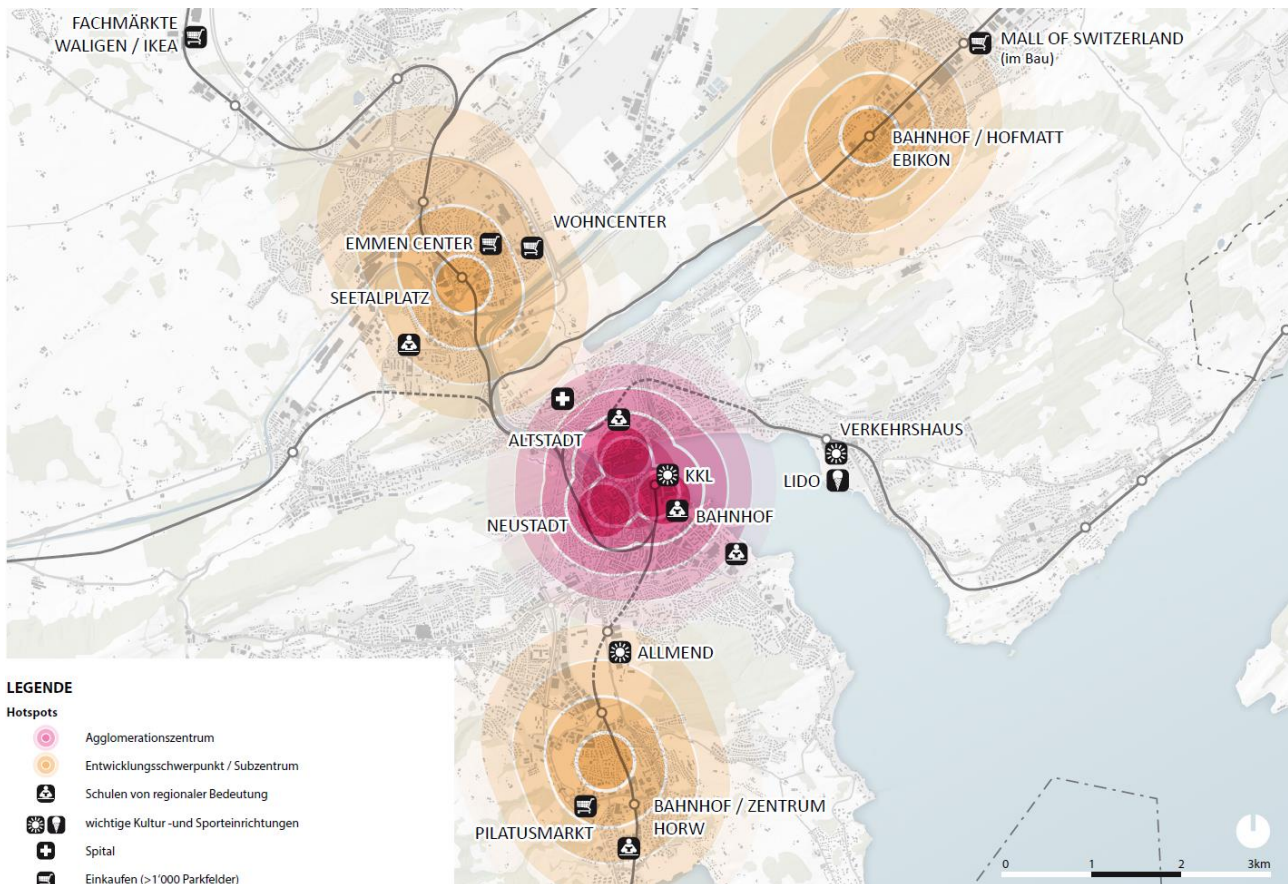 FACHMÄRKTE
WALIGEN / IKEA
MALL OF SWITZERLAND
(im Bau)
BAHNHOF / HOFMATT
EBIKON
WOHNCENTER
EMMEN CENTER
SEETALPLATZ
ALTSTADT
VERKEHRSHAUS
KKL
LIDO
NEUSTADT
BAHNHOF
ALLMEND
BAHNHOF / ZENTRUM
HORW
PILATUSMARKT
LEGENDE
Hotspots
Agglomerationszentrum
Entwicklungsschwerpunkt / Subzentrum
Schulen von regionaler Bedeutung
wichtige Kultur -und Sporteinrichtungen
Spital
Einkaufen (>1'000 Parkfelder)
0 1 2 3km